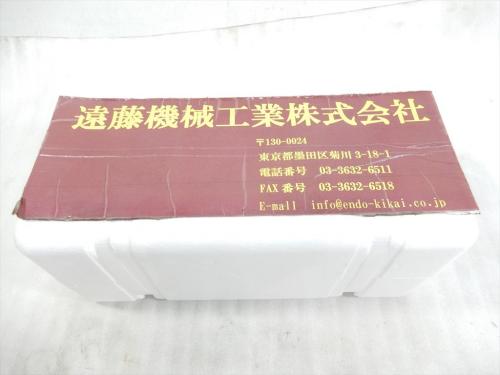 遠藤機械工業株式会社
〒130-0024
東京都墨田区菊川 3-18-1
電話番号 03-3632-6511
FAX 番号 03-3632-6518
E-mail info@endo-kikai.co.jp